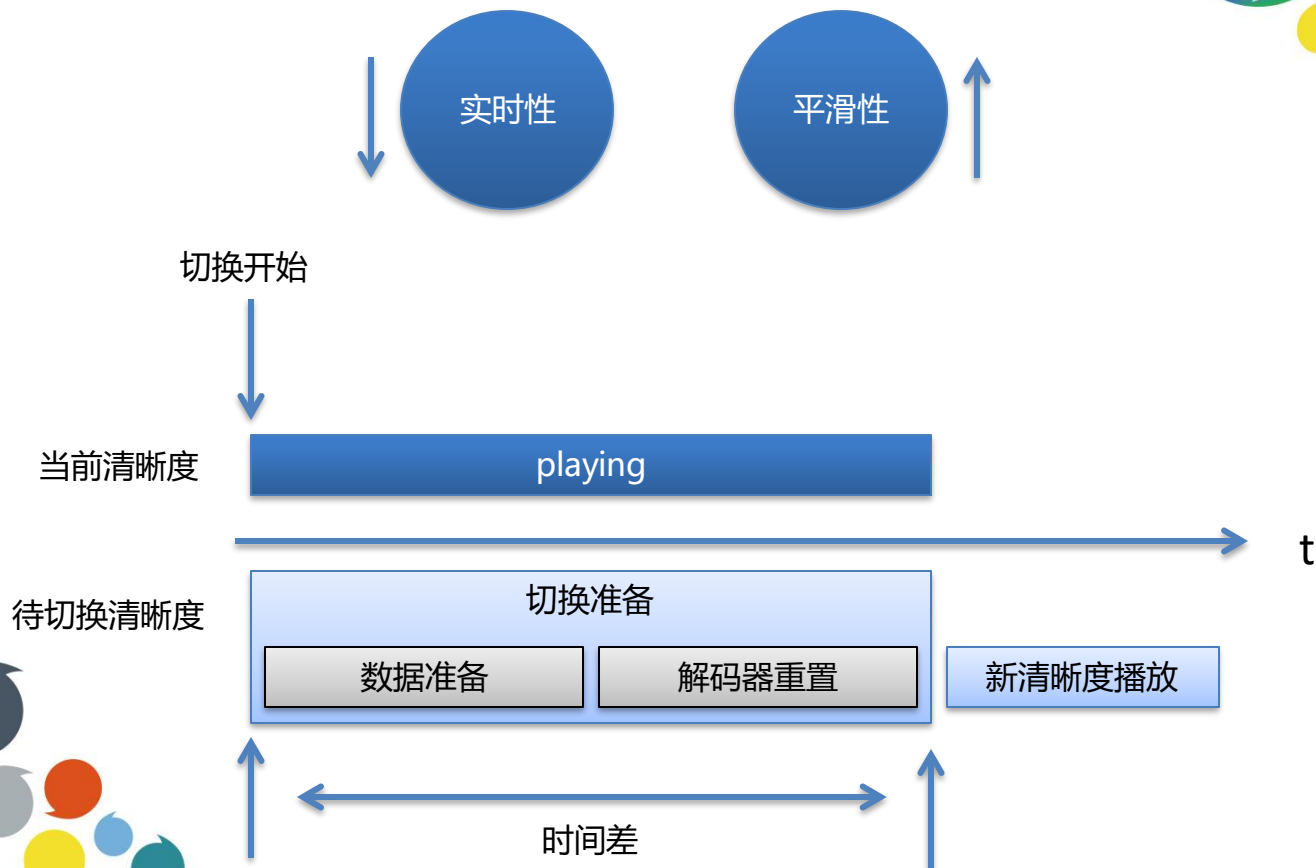 实时性
平滑性
切换开始
当前清晰度
playing
t
待切换清晰度
切换准备
数据准备
解码器重置
新清晰度播放
时间差